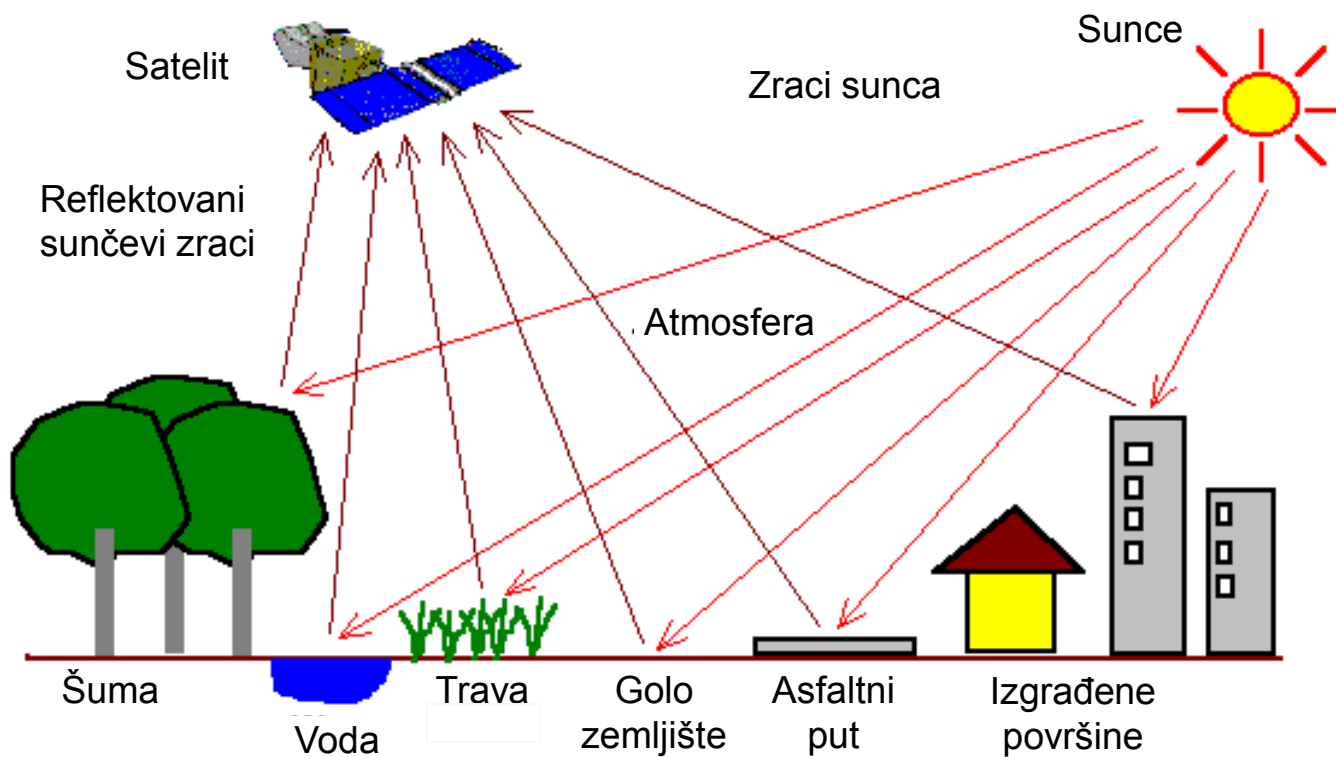 Sunce
Satelit
Zraci sunca
Reflektovani
sunčevi zraci
Atmosfera
Šuma
Voda
Trava
Golo
zemljište
Asfaltni
put
Izgrađene
površine